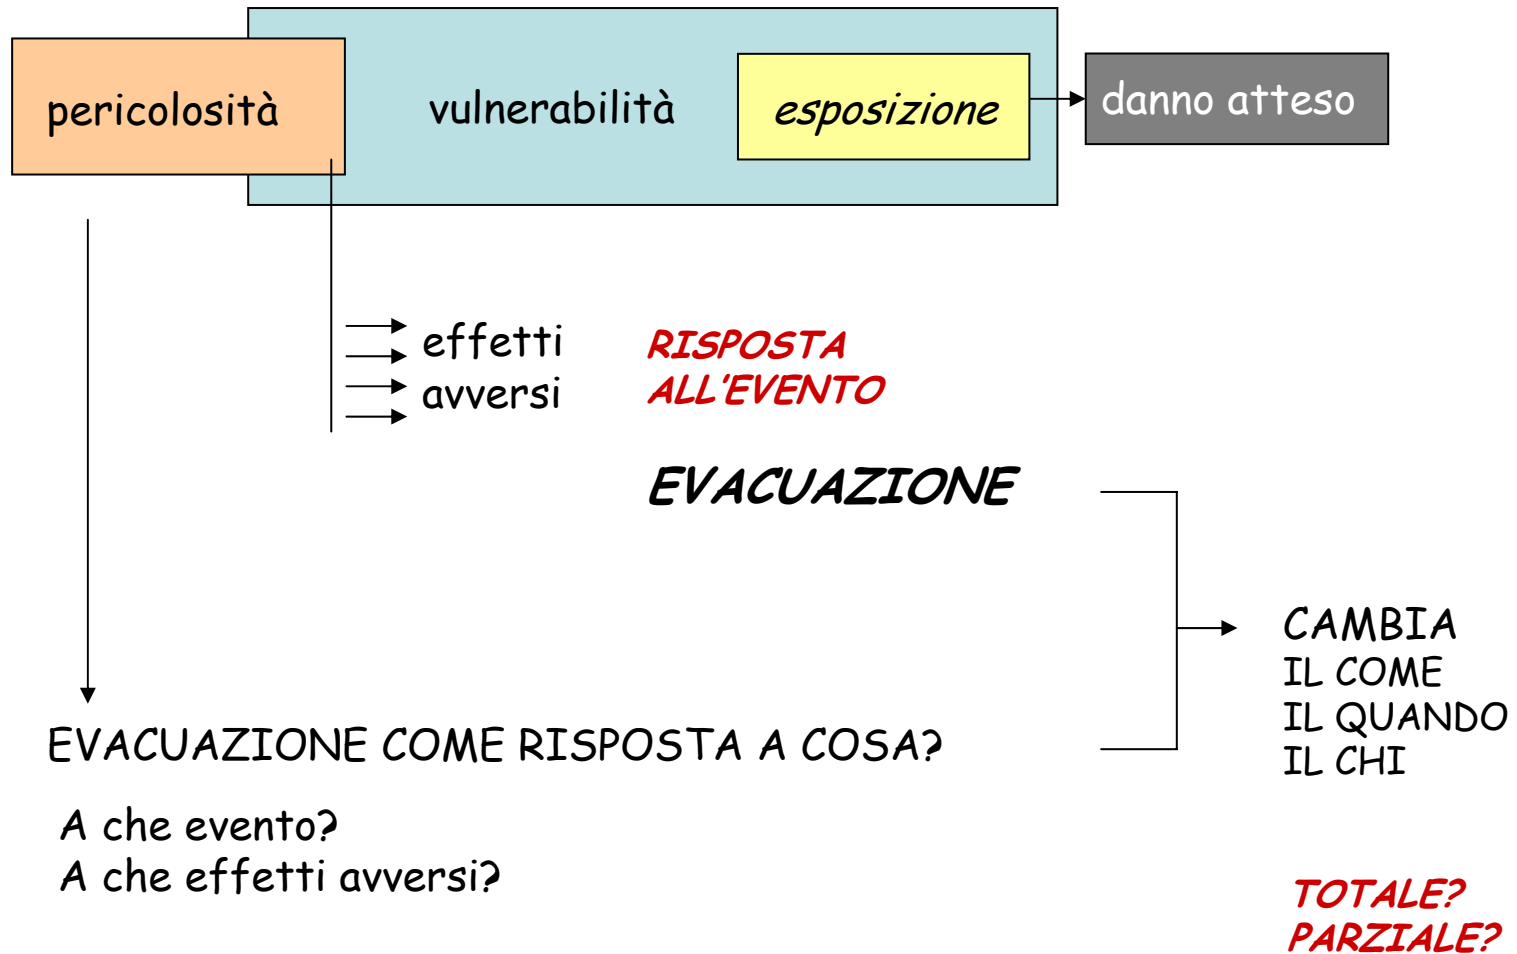 pericolosità
vulnerabilità
esposizione
danno atteso
effetti
avversi
RISPOSTA
ALL'EVENTO
EVACUAZIONE
CAMBIA
IL COME
IL QUANDO
IL CHI
EVACUAZIONE COME RISPOSTA A COSA?
A che evento?
A che effetti avversi?
TOTALE?
PARZIALE?